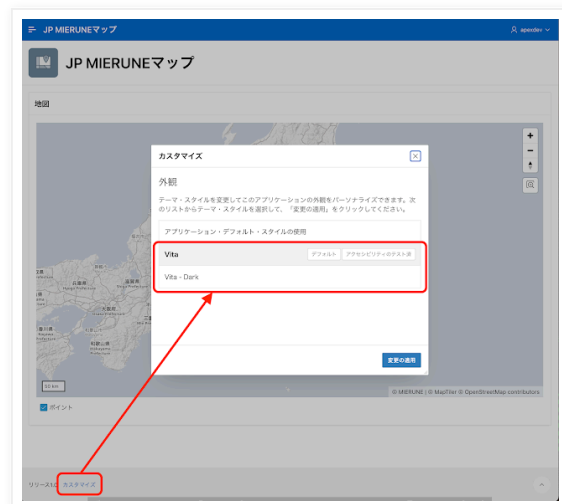 JP MIERUNEマップ
apexdev
JP MIERUNEマップ
地図
カスタマイズ
外観
テーマ・スタイルを変更してこのアプリケーションの外観をパーソナライズできます。次
のリストからテーマ・スタイルを選択して、「変更の適用」をクリックしてください。
アプリケーション・デフォルト・スタイルの使用
Vita
デフォルト
アクセシビリティのテスト済
Vita - Dark
変更の適用
© MIERUNE | © MapTiler © OpenStreetMap contributors
ポイント
リリース1.0
カスタマイズ